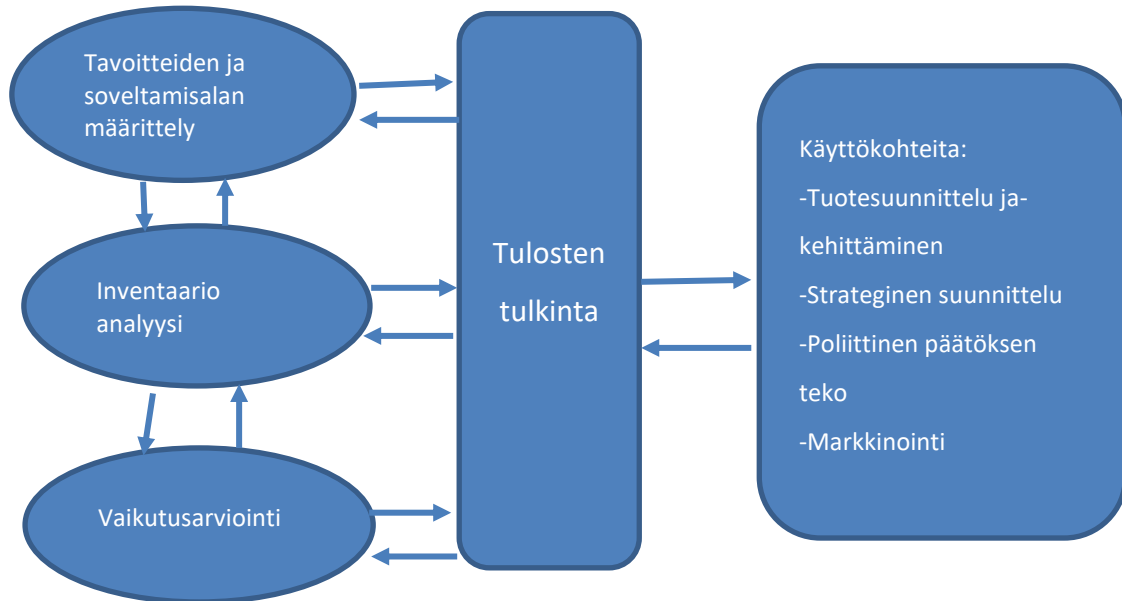 Tavoitteiden ja
soveltamisalan
määrittely
Inventaario
analyysi
Vaikutusarviointi
Tulosten
tulkinta
Käyttökohteita:
-Tuotesuunnittelu ja-
kehittäminen
-Strateginen suunnittelu
-Poliittinen päätöksen
teko
-Markkinointi